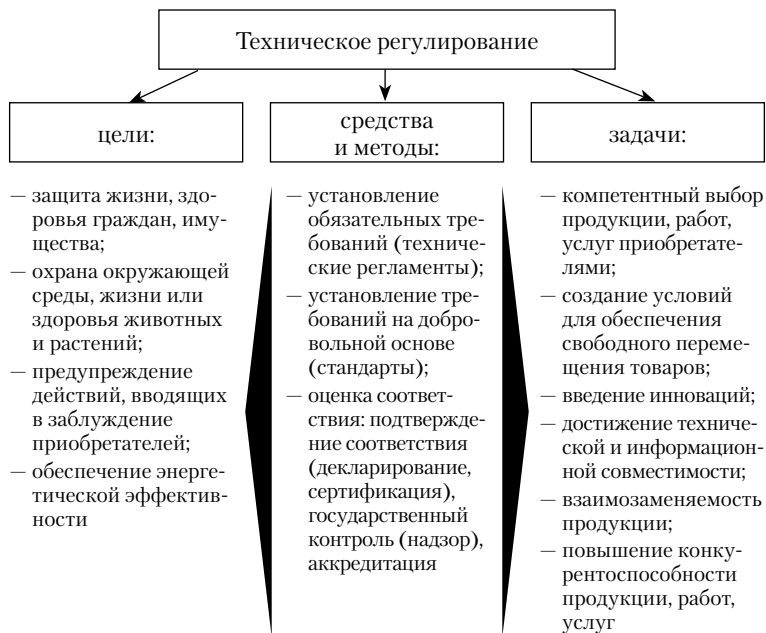 Техническое регулирование
цели:
— защита жизни, здо-
ровья граждан, иму-
щества;
— охрана окружающей
среды, жизни или
здоровья животных
и растений;
— предупреждение
действий, вводящих
в заблуждение
приобретателей;
— обеспечение энерге-
тической эффектив-
ности
средства
и методы:
— установление
обязательных тре-
бований (техниче-
ские регламенты);
— установление тре-
бований на добро-
вольной основе
(стандарты);
— оценка соответ-
ствия: подтвержде-
ние соответствия
(декларирование,
сертификация),
государственный
контроль (надзор),
аккредитация
задачи:
— компетентный выбор
продукции, работ,
услуг приобретате-
лями;
— создание условий
для обеспечения
свободного переме-
щения товаров;
— введение инноваций;
— достижение техниче-
ской и информацион-
ной совместимости;
— взаимозаменяемость
продукции;
— повышение конку-
рентоспособности
продукции, работ,
услуг